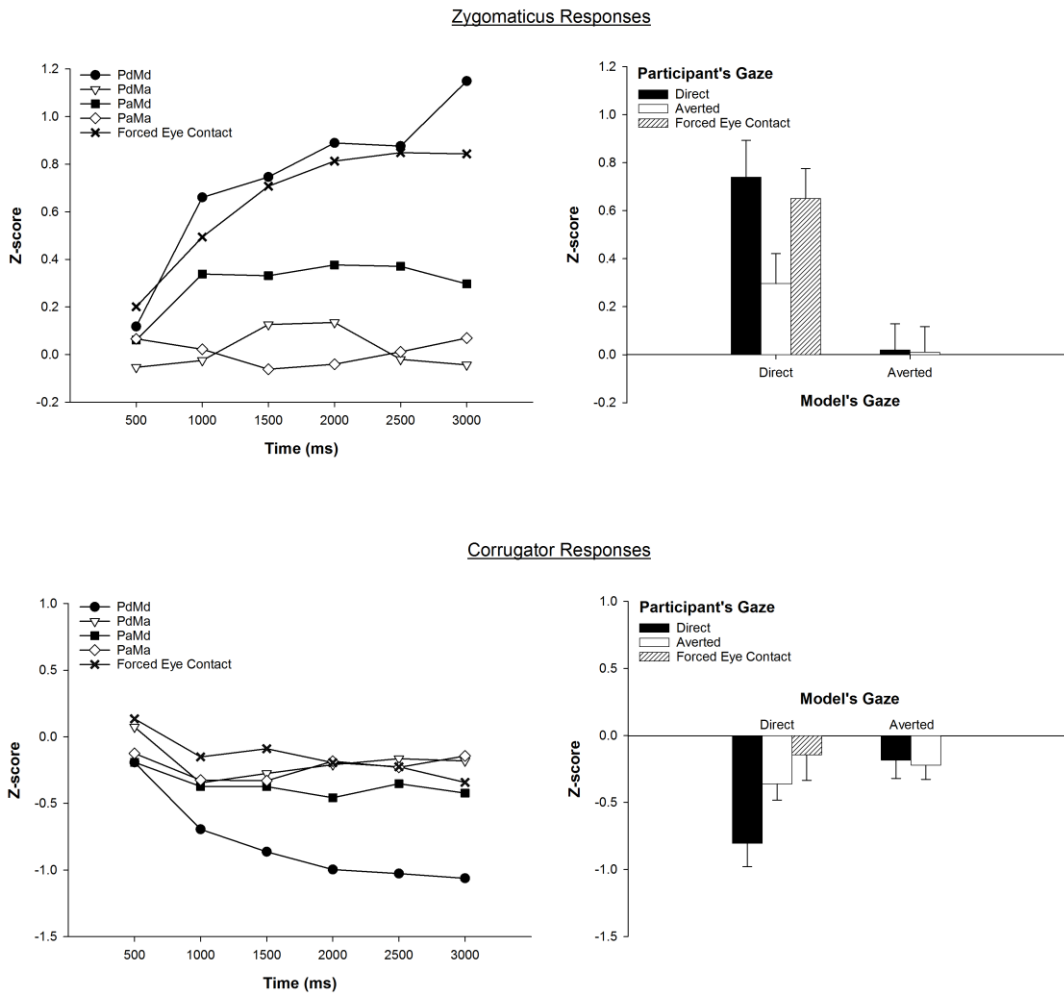 Zygomaticus Responses
PdMd
PdMa
PaMd
PaMa
Forced Eye Contact
1.2
1.0
0.8
0.6
0.4
0.2
0.0
-0.2
Z-score
500 1000 1500 2000 2500 3000
Time (ms)
Participant's Gaze
Direct
Averted
Forced Eye Contact
1.2
1.0
0.8
0.6
0.4
0.2
0.0
-0.2
Z-score
Direct Averted
Model's Gaze
Corrugator Responses
PdMd
PdMa
PaMd
PaMa
Forced Eye Contact
1.0
0.5
0.0
-0.5
-1.0
-1.5
Z-score
500 1000 1500 2000 2500 3000
Time (ms)
Participant's Gaze
Direct
Averted
Forced Eye Contact
Model's Gaze
Direct Averted
1.0
0.5
0.0
-0.5
-1.0
-1.5
Z-score